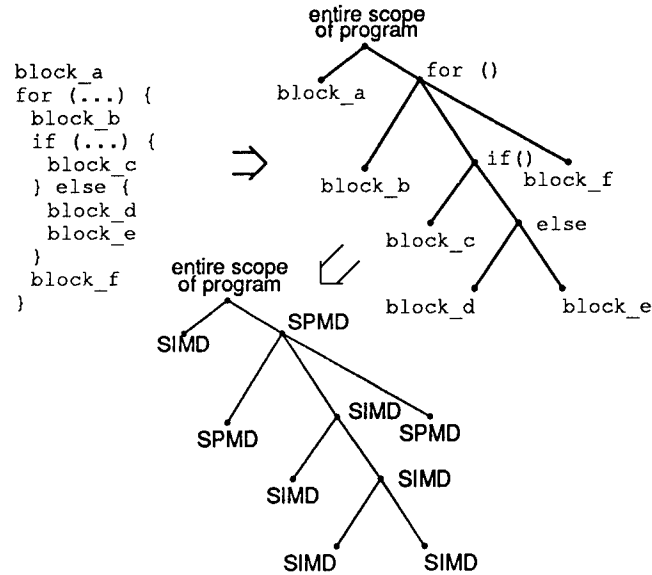 block_a
for (...) {
block_b
if (...) {
block_c
} else {
block_d
block_e
}
block_f
}
entire scope
of program
for ()
block_a
if()
block_b
block_f
else
block_c
block_d
block_e
entire scope
of program
SPMD
SIMD
SIMD
SPMD
SPMD
SIMD
SIMD
SIMD
SIMD